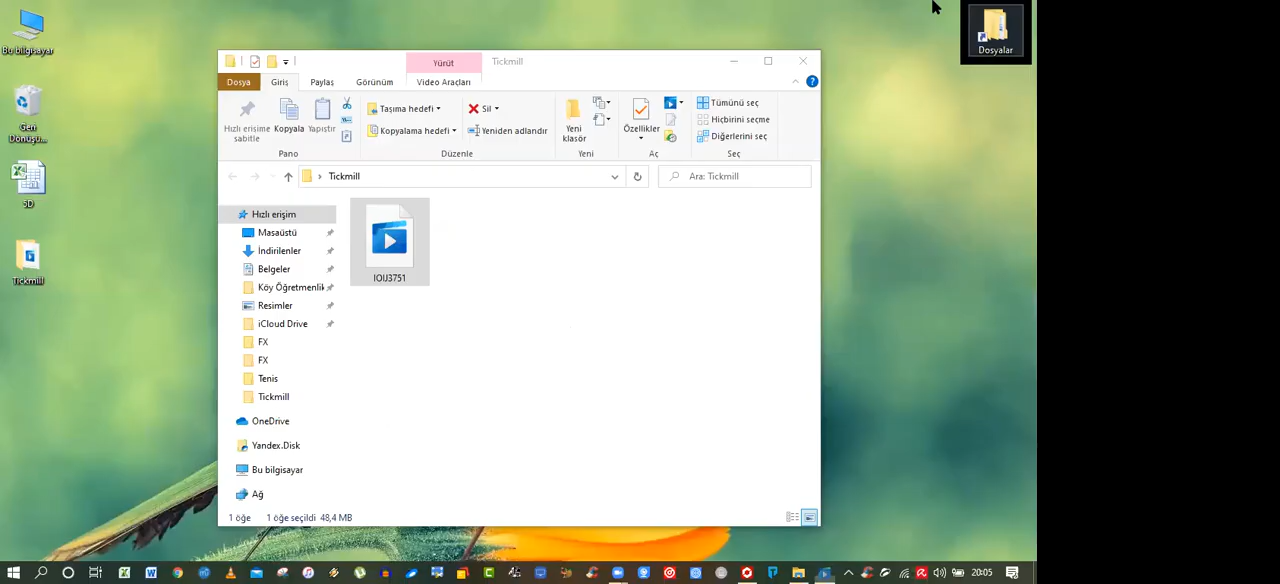 Bu bilgisayar
Geri
Dönüşü...
5D
Tickmill
Dosyalar
Yürüt
Tickmill
Dosya
Giriş
Paylaş
Görünüm
Video Araçları
Hızlı erişime
sabitle
Kopyala
Yapıştır
Taşıma hedefi
Kopyalama hedefi
Sil
Yeniden adlandır
Yeni
klasör
Özellikler
Tümünü seç
Hiçbirini seçme
Diğerlerini seç
Pano
Düzenle
Yeni
Aç
Seç
Tickmill
Ara: Tickmill
Hızlı erişim
Masaüstü
İndirilenler
Belgeler
Köy Öğretmenlik
Resimler
iCloud Drive
FX
FX
Tenis
Tickmill
OneDrive
Yandex.Disk
Bu bilgisayar
Ağ
IOIJ3751
1 öğe 1 öğe seçildi 48,4 MB
20:05